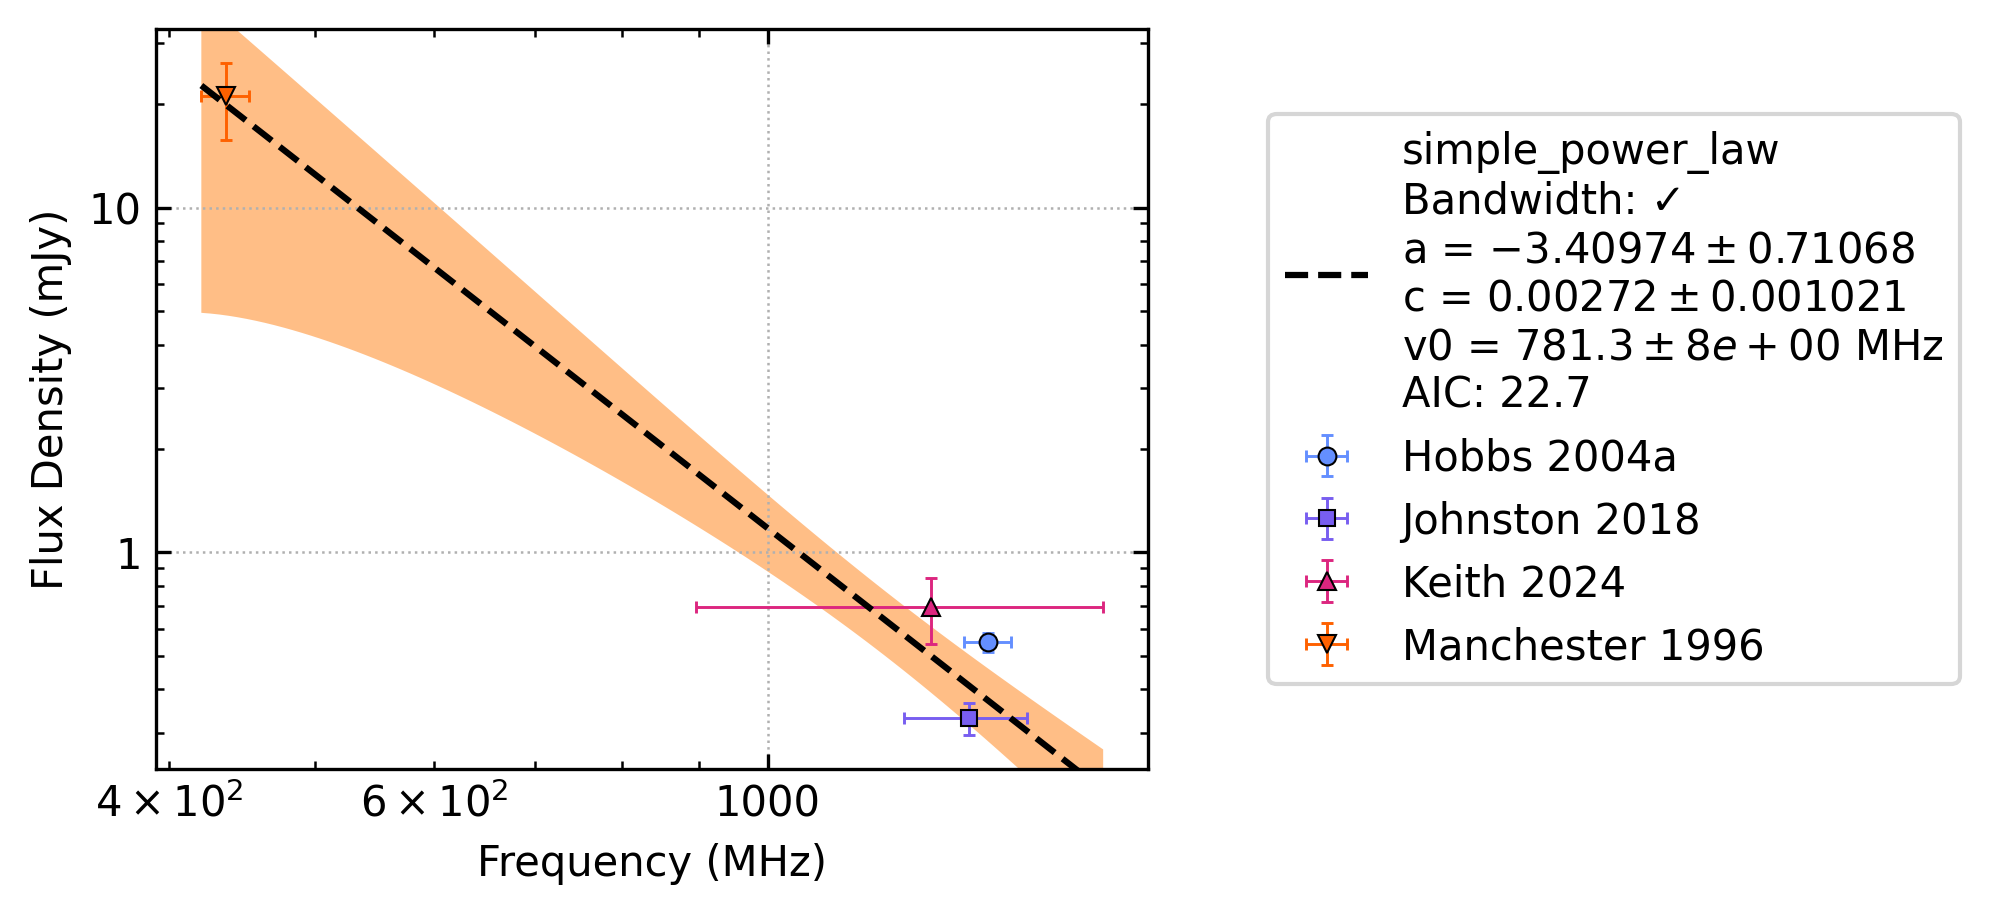 10
1
Flux Density (mJy)
4 × 10²
6 × 10²
1000
Frequency (MHz)
simple_power_law
Bandwidth: ✓
a = −3.40974 ± 0.71068
c = 0.00272 ± 0.001021
v0 = 781.3 ± 8e + 00 MHz
AIC: 22.7
Hobbs 2004a
Johnston 2018
Keith 2024
Manchester 1996